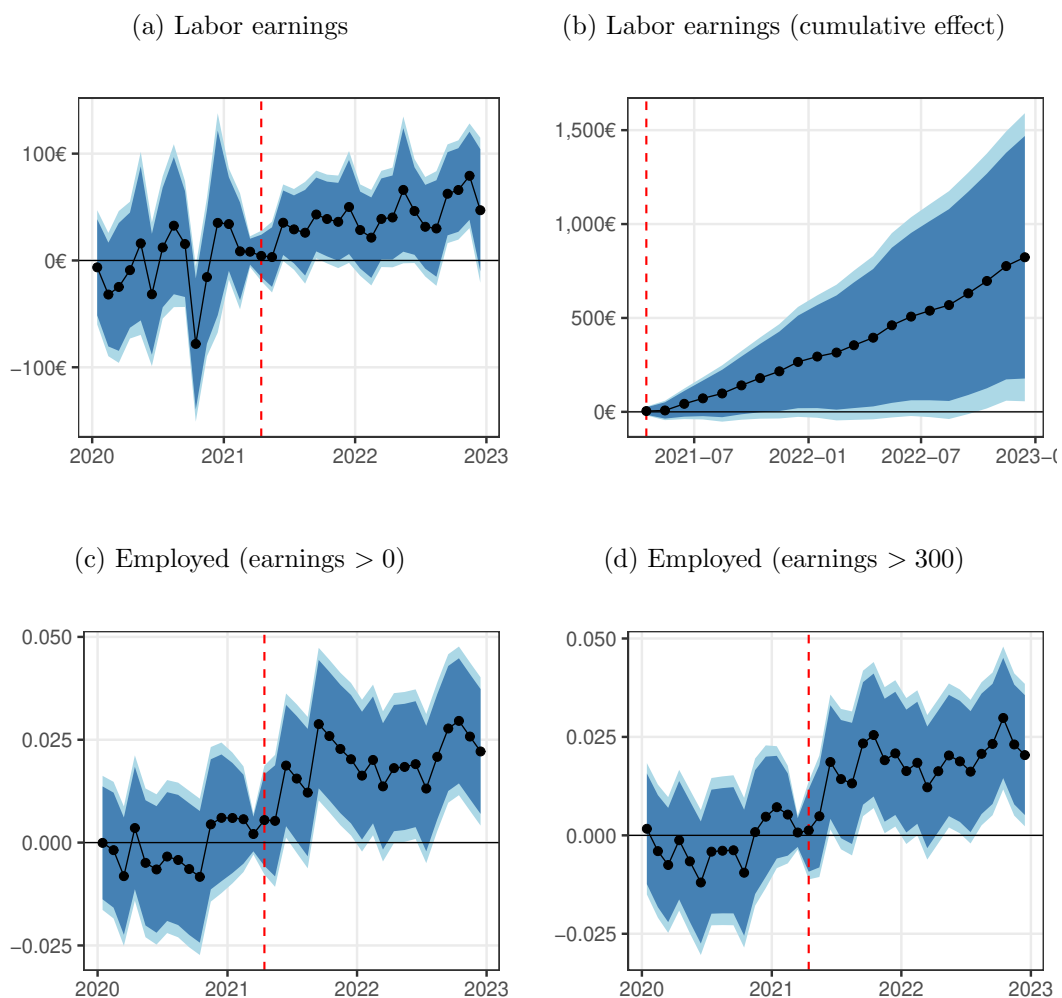 (a) Labor earnings
100€
0€
−100€
2020 2021 2022 2023
(b) Labor earnings (cumulative effect)
1,500€
1,000€
500€
0€
2021−07 2022−01 2022−07 2023−0
(c) Employed (earnings > 0)
0.050
0.025
0.000
−0.025
2020 2021 2022 2023
(d) Employed (earnings > 300)
0.050
0.025
0.000
−0.025
2020 2021 2022 2023